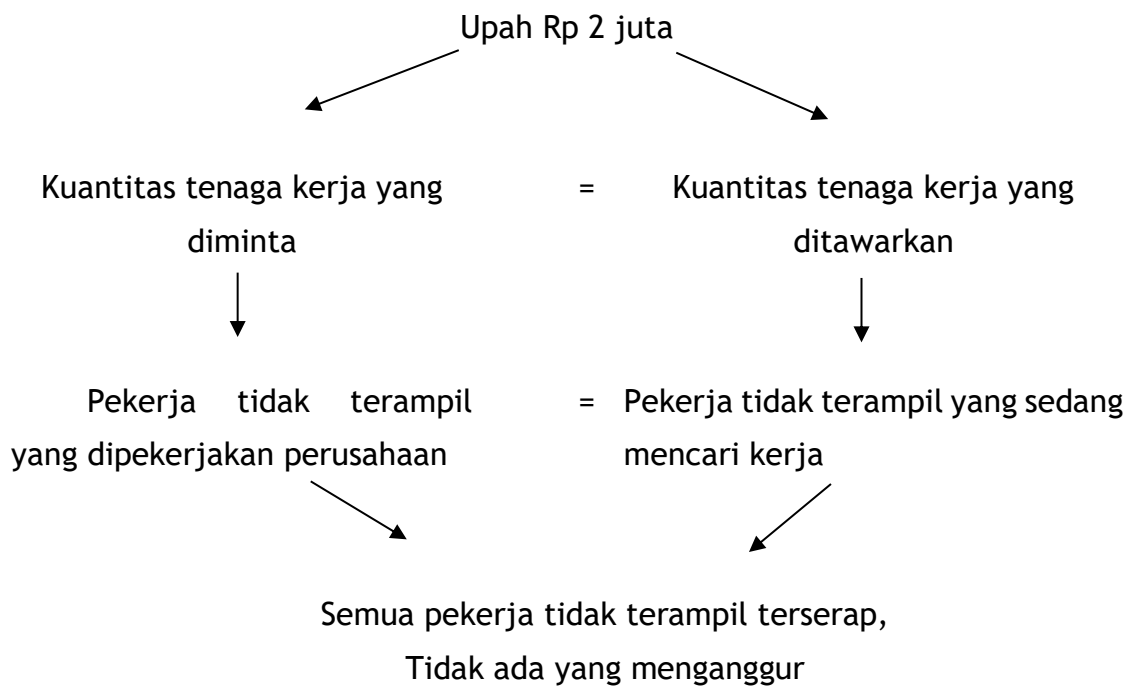 Upah Rp 2 juta
Kuantitas tenaga kerja yang = Kuantitas tenaga kerja yang
diminta ditawarkan
Pekerja tidak terampil = Pekerja tidak terampil yang sedang
yang dipekerjakan perusahaan mencari kerja
Semua pekerja tidak terampil terserap,
Tidak ada yang menganggur